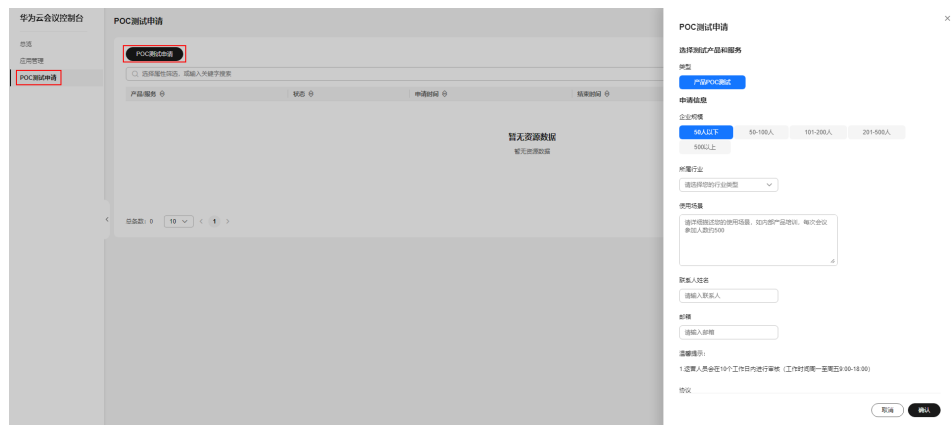 华为云会议控制台
总览
应用管理
POC测试申请
POC测试申请
POC测试申请
选择属性筛选，或输入关键字搜索
产品/服务 状态 申请时间 结束时间
暂无资源数据
暂无资源数据
总条数：0 10 < 1 >
POC测试申请
选择测试产品和服务
类型
产品POC测试
申请信息
企业规模
50人以下 50-100人 101-200人 201-500人
500以上
所属行业
请选择您的行业类型
使用场景
请详细描述您的使用场景，如内部产品培训，每次会议
参加人数约500
联系人姓名
请输入联系人
邮箱
请输入邮箱
温馨提示:
1.运营人员会在10个工作日内进行审核（工作时间周一至周五9:00-18:00）
协议
取消 确认